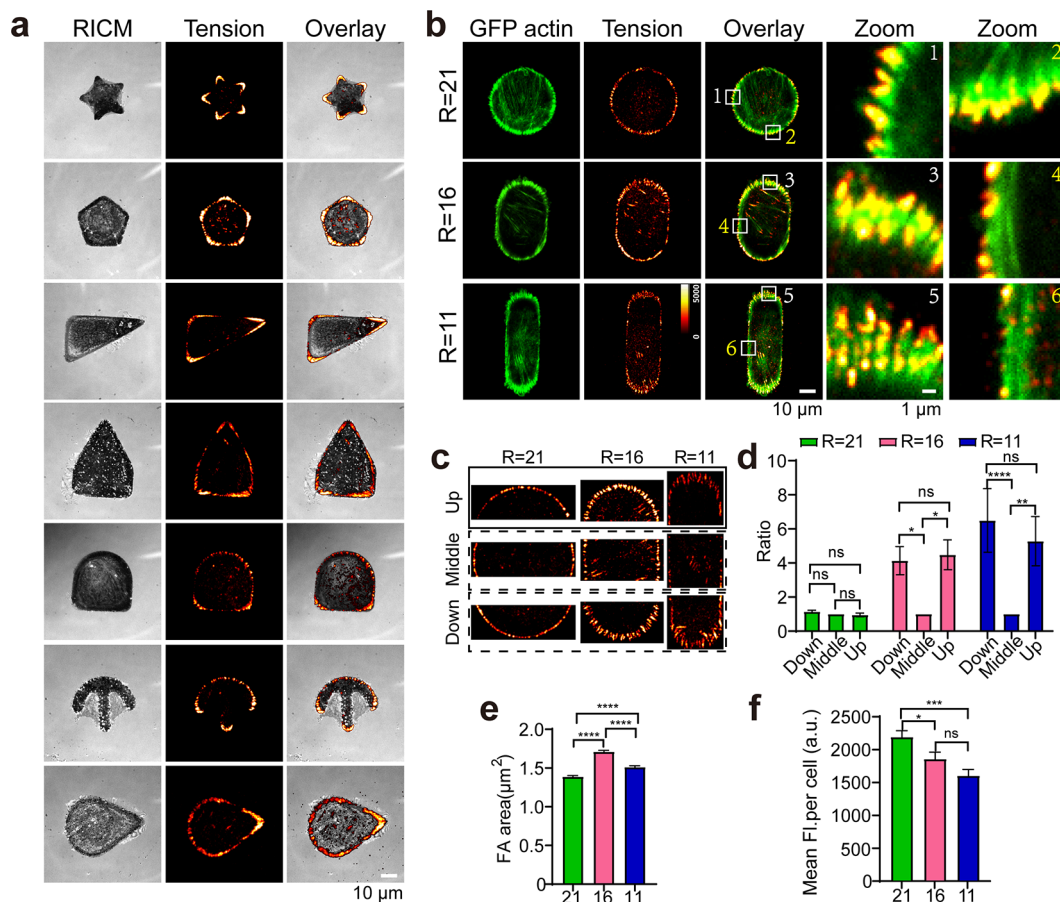 a
RICM Tension Overlay
10 μm
b
GFP actin Tension Overlay Zoom Zoom
R=21
1
2
1
2
R=16
3
4
3
4
R=11
5000
0
5
6
5
6
10 μm
1 μm
c
R=21 R=16 R=11
Up
Middle
Down
d
R=21 R=16 R=11
Ratio
10
8
6
4
2
0
ns
ns
ns
ns
*
*
ns
****
**
Down Middle Up Down Middle Up Down Middle Up
e
FA area(μm²)
2.0
1.5
1.0
0.5
0
****
****
****
21 16 11
f
Mean FI.per cell (a.u.)
2500
2250
2000
1500
1000
500
0
***
*
ns
21 16 11